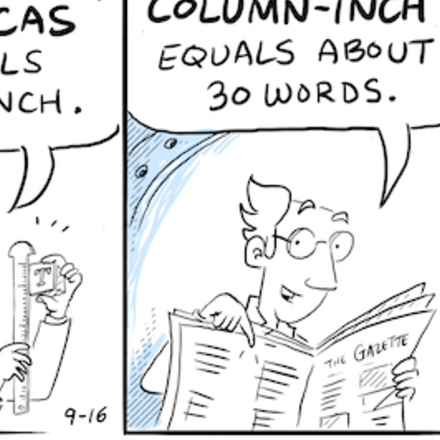 CAS
LS
NCH.
T
9-16
COLUMN-INCH
EQUALS ABOUT
30 WORDS.
THE GAZETTE